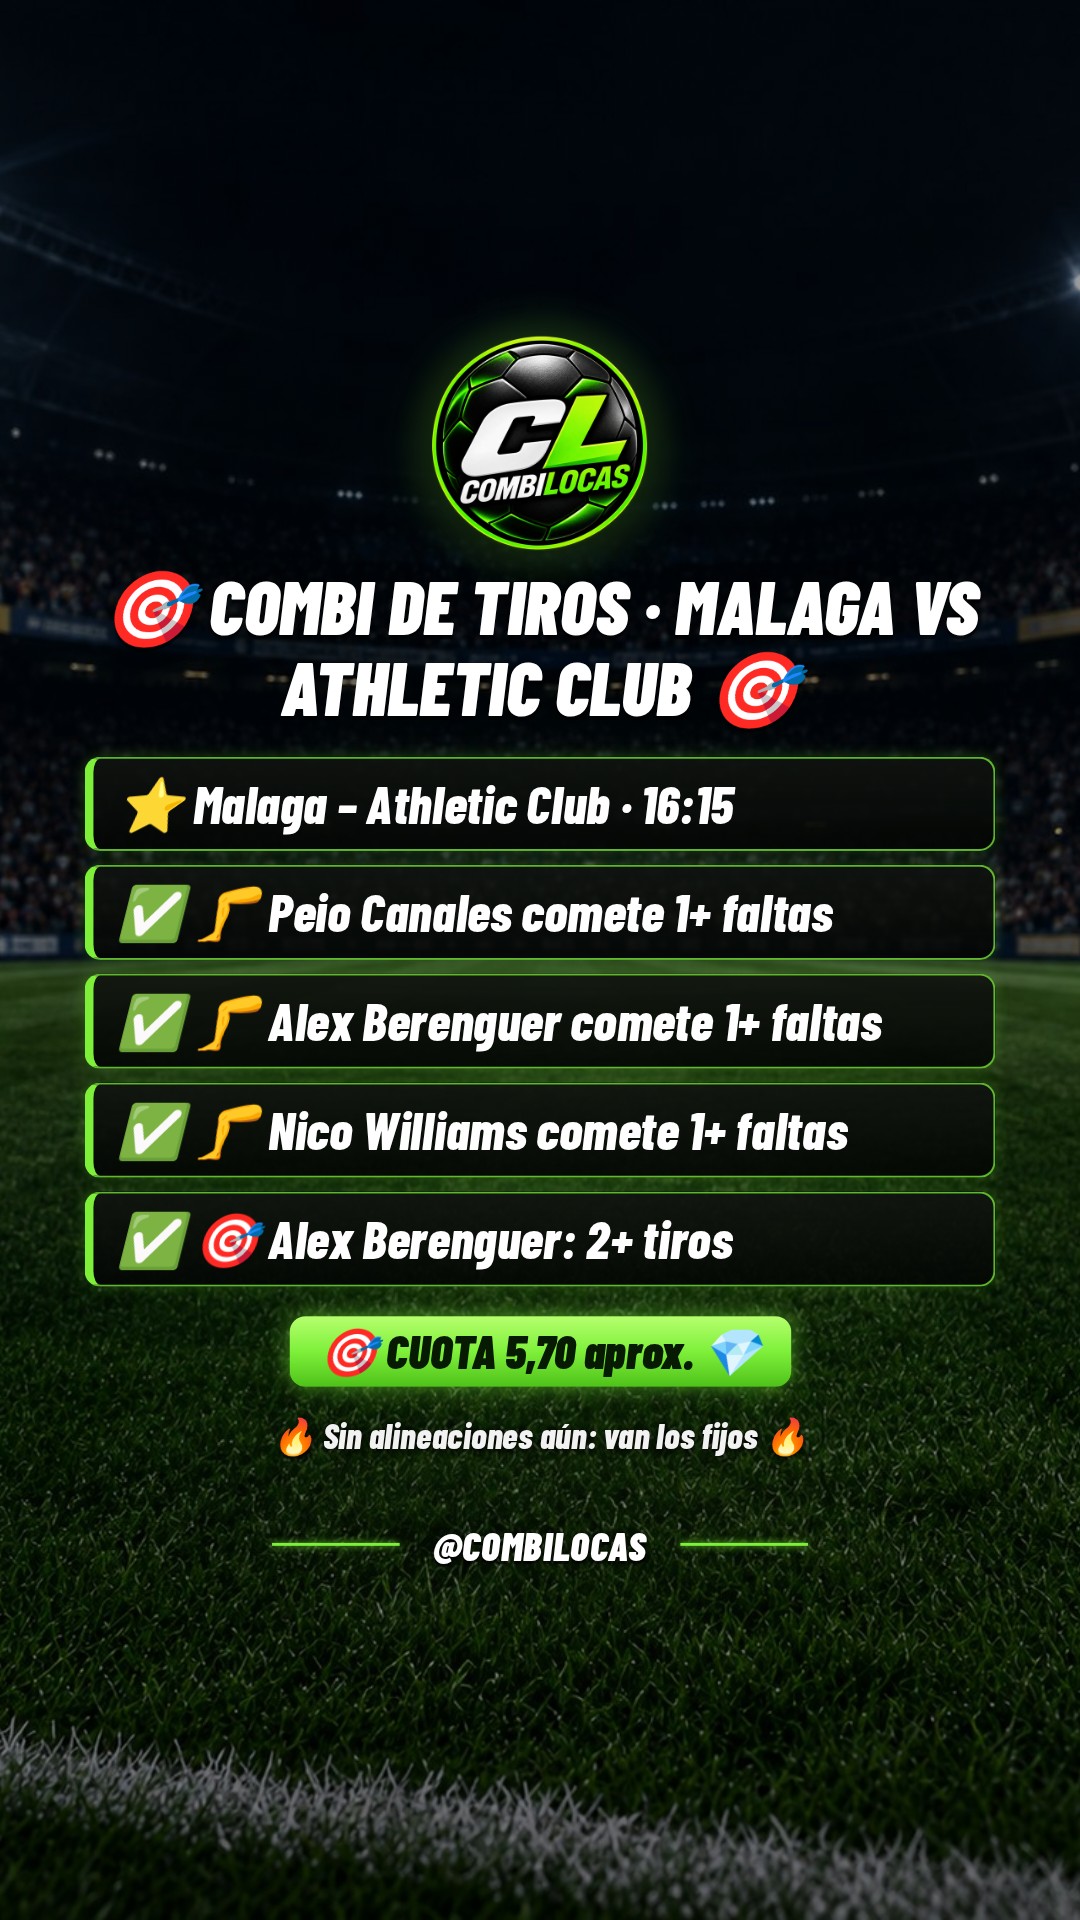 CL
COMBILOCAS
🎯 COMBI DE TIROS · MALAGA VS
ATHLETIC CLUB 🎯
⭐ Malaga – Athletic Club · 16:15
✅ 🦵 Peio Canales comete 1+ faltas
✅ 🦵 Alex Berenguer comete 1+ faltas
✅ 🦵 Nico Williams comete 1+ faltas
✅ 🎯 Alex Berenguer: 2+ tiros
🎯 CUOTA 5,70 aprox. 💎
🔥 Sin alineaciones aún: van los fijos 🔥
@COMBILOCAS